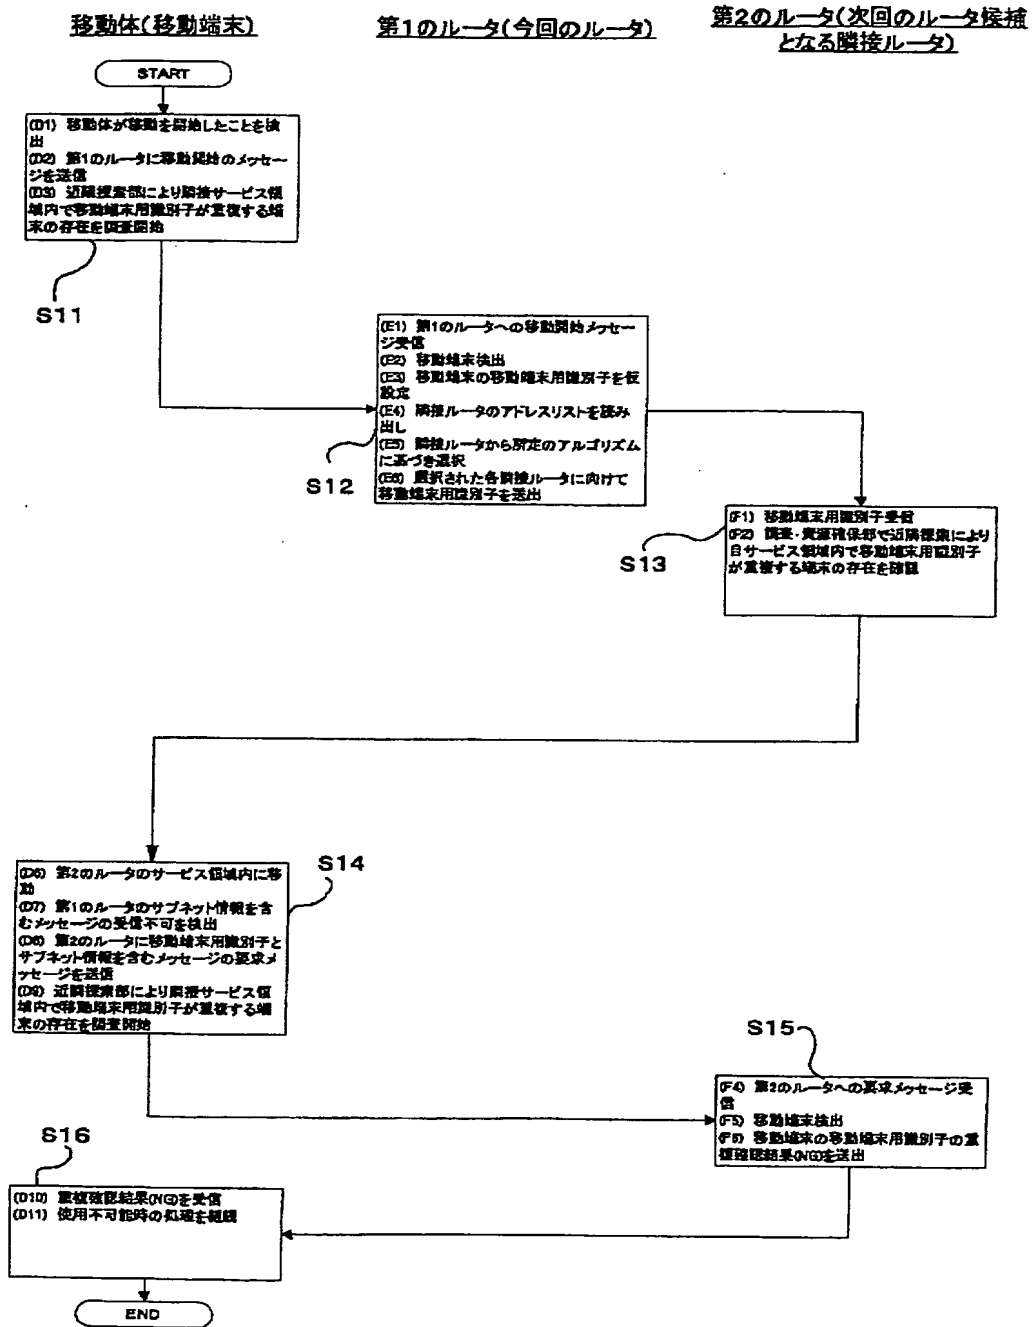 移動体(移動端末)
第1のルータ(今回のルータ)
第2のルータ(次回のルータ候補
となる隣接ルータ)
START
(D1) 移動体が移動を開始したことを検
出
(D2) 第1のルータに移動開始のメッセー
ジを送信
(D3) 近隣探索部により隣接サービス領
域内で移動端末用識別子が重複する端
末の存在を調査開始
S11
(E1) 第1のルータへの移動開始メッセー
ジ受信
(E2) 移動端末検出
(E3) 移動端末の移動端末用識別子を仮
設定
(E4) 隣接ルータのアドレスリストを読み
出し
(E5) 隣接ルータから所定のアルゴリズム
に基づき選択
(E6) 選択された各隣接ルータに向けて
移動端末用識別子を送出
S12
(F1) 移動端末用識別子受信
(F2) 調査・資源確保部で近隣探索により
自サービス領域内で移動端末用識別子
が重複する端末の存在を確認
S13
(D6) 第2のルータのサービス領域内に移
動
(D7) 第1のルータのサブネット情報を含
むメッセージの受信不可を検出
(D8) 第2のルータに移動端末用識別子と
サブネット情報を含むメッセージの要求メ
ッセージを送信
(D9) 近隣探索部により隣接サービス領
域内で移動端末用識別子が重複する端
末の存在を調査開始
S14
S15
(F4) 第2のルータへの要求メッセージ受
信
(F5) 移動端末検出
(F6) 移動端末の移動端末用識別子の重
複確認結果(NG)を送出
S16
(D10) 重複確認結果(NG)を受信
(D11) 使用不可能時の処理を継続
END